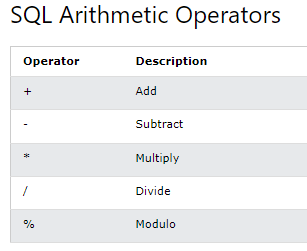 SQL Arithmetic Operators
Operator Description
+ Add
- Subtract
* Multiply
/ Divide
% Modulo